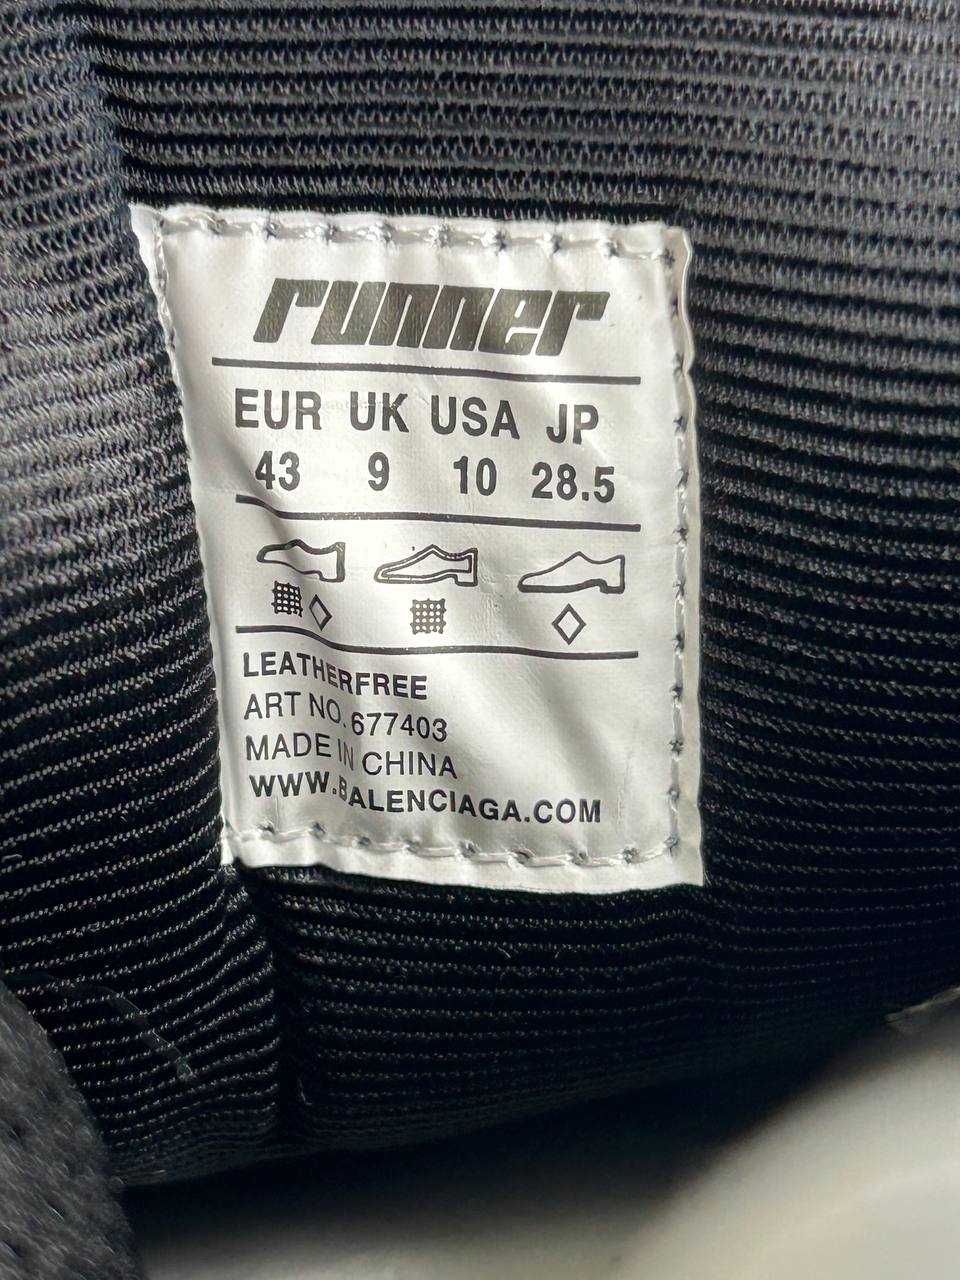 runner
EUR UK USA JP
43 9 10 28.5
LEATHERFREE
ART NO. 677403
MADE IN CHINA
WWW.BALENCIAGA.COM